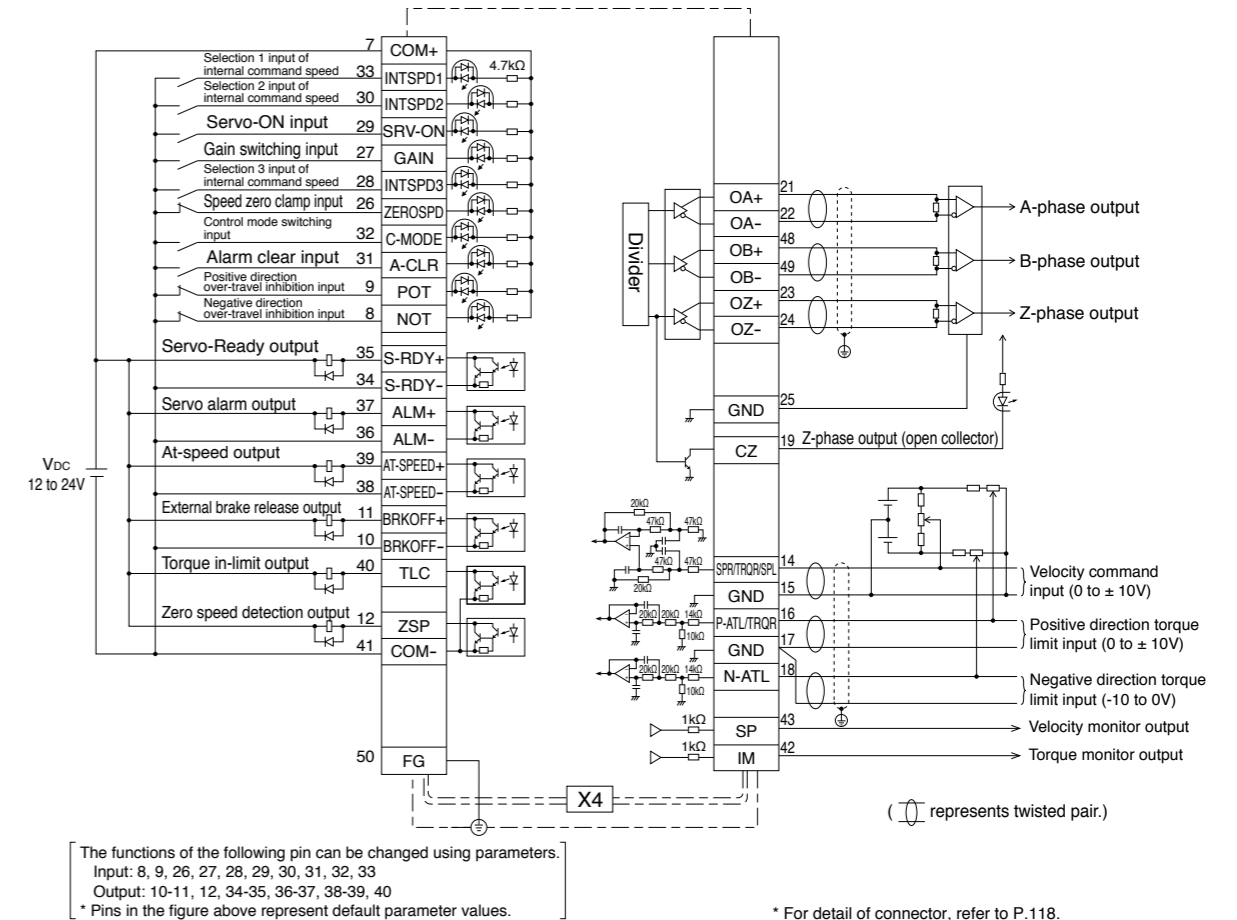 7 COM+
Selection 1 input of
internal command speed 33 INTSPD1 4.7kΩ
Selection 2 input of
internal command speed 30 INTSPD2
Servo-ON input 29 SRV-ON
Gain switching input 27 GAIN
Selection 3 input of
internal command speed 28 INTSPD3
Speed zero clamp input 26 ZEROSPD
Control mode switching
input 32 C-MODE
Alarm clear input 31 A-CLR
Positive direction
over-travel inhibition input 9 POT
Negative direction
over-travel inhibition input 8 NOT
Servo-Ready output 35 S-RDY+
34 S-RDY-
Servo alarm output 37 ALM+
36 ALM-
At-speed output 39 AT-SPEED+
38 AT-SPEED-
VDC
12 to 24V
External brake release output 11 BRKOFF+
10 BRKOFF-
Torque in-limit output 40 TLC
Zero speed detection output 12 ZSP
41 COM-
50 FG
X4
Divider
OA+ 21
OA- 22
A-phase output
OB+ 48
OB- 49
B-phase output
OZ+ 23
OZ- 24
Z-phase output
GND 25
CZ 19 Z-phase output (open collector)
20kΩ
47kΩ 47kΩ
47kΩ 47kΩ
20kΩ
SPR/TRQR/SPL 14
GND 15
Velocity command
input (0 to ± 10V)
20kΩ 20kΩ 14kΩ
10kΩ
P-ATL/TRQR 16
GND 17
Positive direction torque
limit input (0 to ± 10V)
20kΩ 20kΩ 14kΩ
10kΩ
N-ATL 18
Negative direction torque
limit input (-10 to 0V)
1kΩ SP 43 Velocity monitor output
1kΩ IM 42 Torque monitor output
( represents twisted pair.)
The functions of the following pin can be changed using parameters.
Input: 8, 9, 26, 27, 28, 29, 30, 31, 32, 33
Output: 10-11, 12, 34-35, 36-37, 38-39, 40
* Pins in the figure above represent default parameter values.
* For detail of connector, refer to P.118.